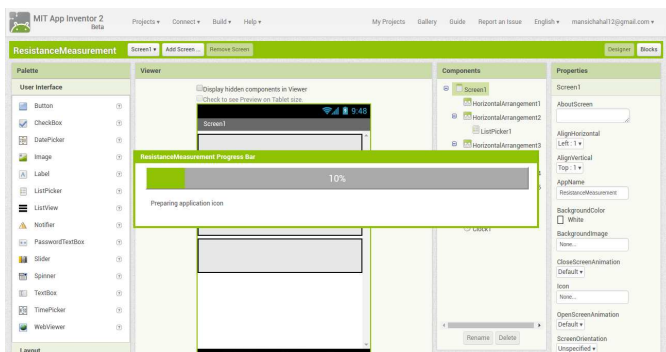 MIT App Inventor 2
Beta
Projects ▾ Connect ▾ Build ▾ Help ▾
My Projects Gallery Guide Report an Issue English ▾ mansichahal12@gmail.com ▾
ResistanceMeasurement
Screen1 ▾ Add Screen ... Remove Screen
Designer Blocks
Palette
User Interface
Button
CheckBox
DatePicker
Image
Label
ListPicker
ListView
Notifier
PasswordTextBox
Slider
Spinner
TextBox
TimePicker
WebViewer
Layout
Viewer
Display hidden components in Viewer
Check to see Preview on Tablet size.
9:48
Screen1
ResistanceMeasurement Progress Bar
10%
Preparing application icon
Components
Screen1
HorizontalArrangement1
HorizontalArrangement2
ListPicker1
HorizontalArrangement3
4
5
Clock1
Rename Delete
Properties
Screen1
AboutScreen
AlignHorizontal
Left : 1 ▾
AlignVertical
Top : 1 ▾
AppName
ResistanceMeasurement
BackgroundColor
White
BackgroundImage
None...
CloseScreenAnimation
Default ▾
Icon
None...
OpenScreenAnimation
Default ▾
ScreenOrientation
Unspecified ▾